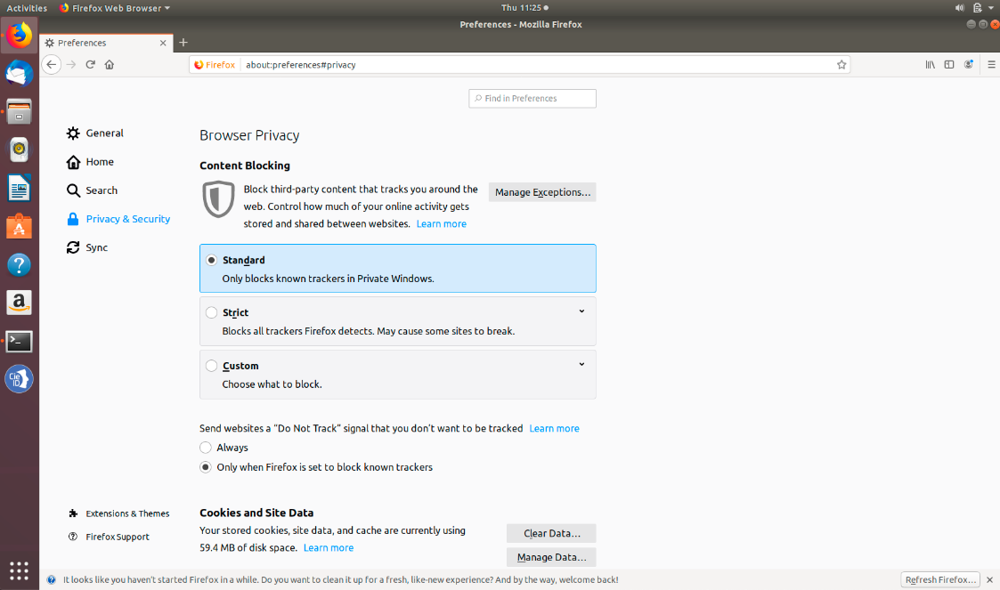 Activities Firefox Web Browser Thu 11:25
Preferences - Mozilla Firefox
Preferences
Firefox about:preferences#privacy
Find in Preferences
General
Home
Search
Privacy & Security
Sync
Browser Privacy
Content Blocking
Block third-party content that tracks you around the
web. Control how much of your online activity gets
stored and shared between websites. Learn more
Manage Exceptions...
Standard
Only blocks known trackers in Private Windows.
Strict
Blocks all trackers Firefox detects. May cause some sites to break.
Custom
Choose what to block.
Send websites a “Do Not Track” signal that you don’t want to be tracked Learn more
Always
Only when Firefox is set to block known trackers
Extensions & Themes
Firefox Support
Cookies and Site Data
Your stored cookies, site data, and cache are currently using
59.4 MB of disk space. Learn more
Clear Data...
Manage Data...
It looks like you haven’t started Firefox in a while. Do you want to clean it up for a fresh, like-new experience? And by the way, welcome back!
Refresh Firefox...
a
CIE
ID